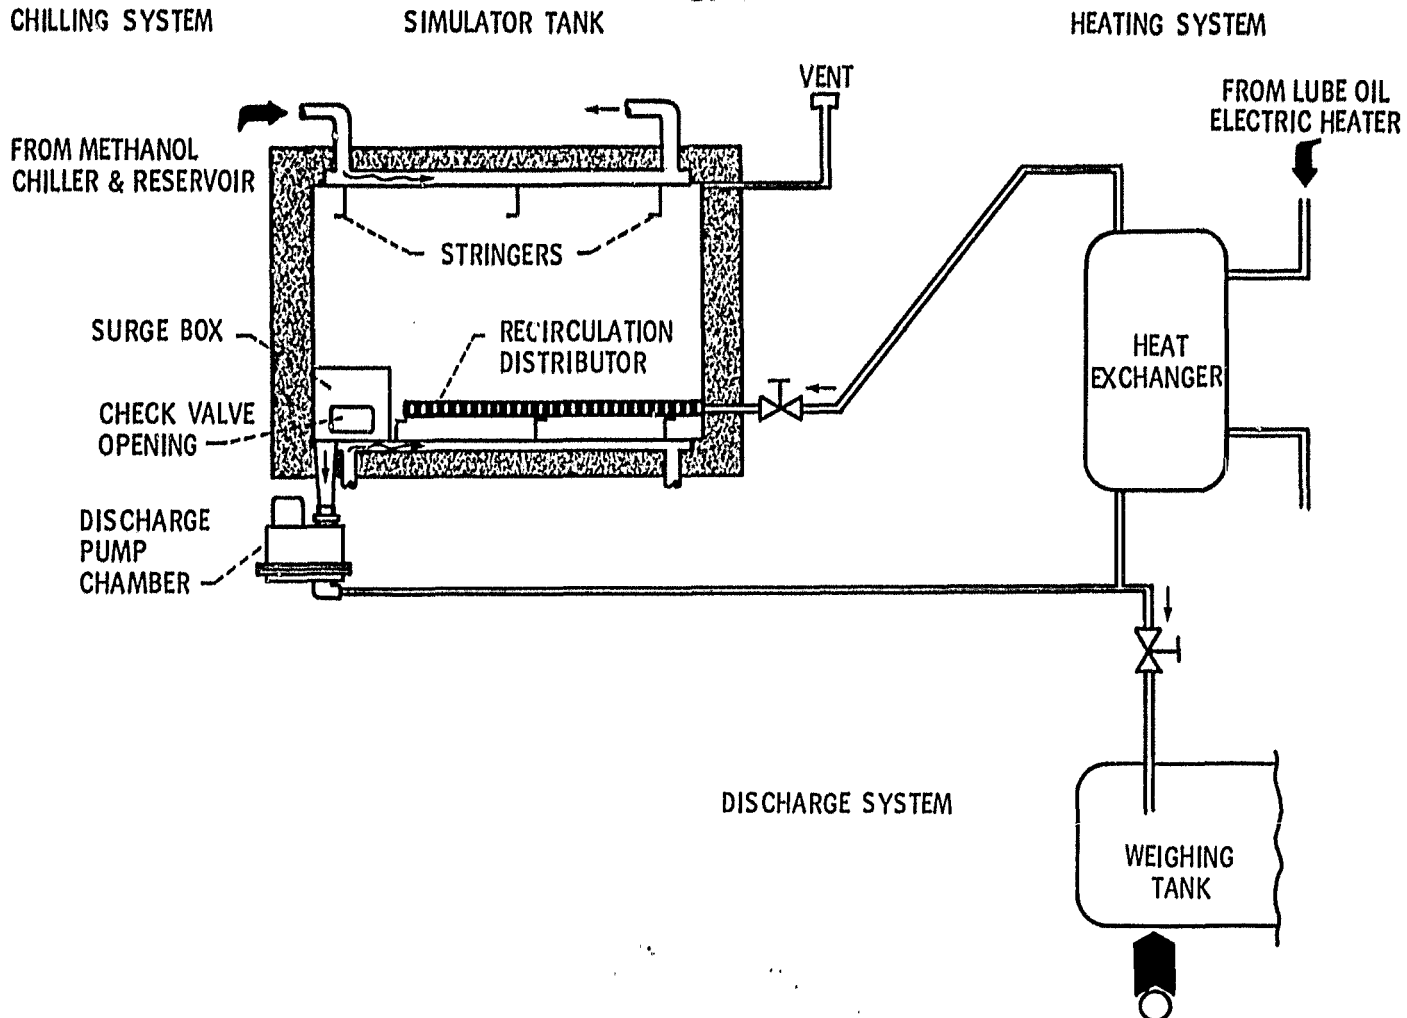 CHILLING SYSTEM
SIMULATOR TANK
HEATING SYSTEM
VENT
FROM LUBE OIL
ELECTRIC HEATER
FROM METHANOL
CHILLER & RESERVOIR
STRINGERS
SURGE BOX
RECIRCULATION
DISTRIBUTOR
HEAT
EXCHANGER
CHECK VALVE
OPENING
DISCHARGE
PUMP
CHAMBER
DISCHARGE SYSTEM
WEIGHING
TANK